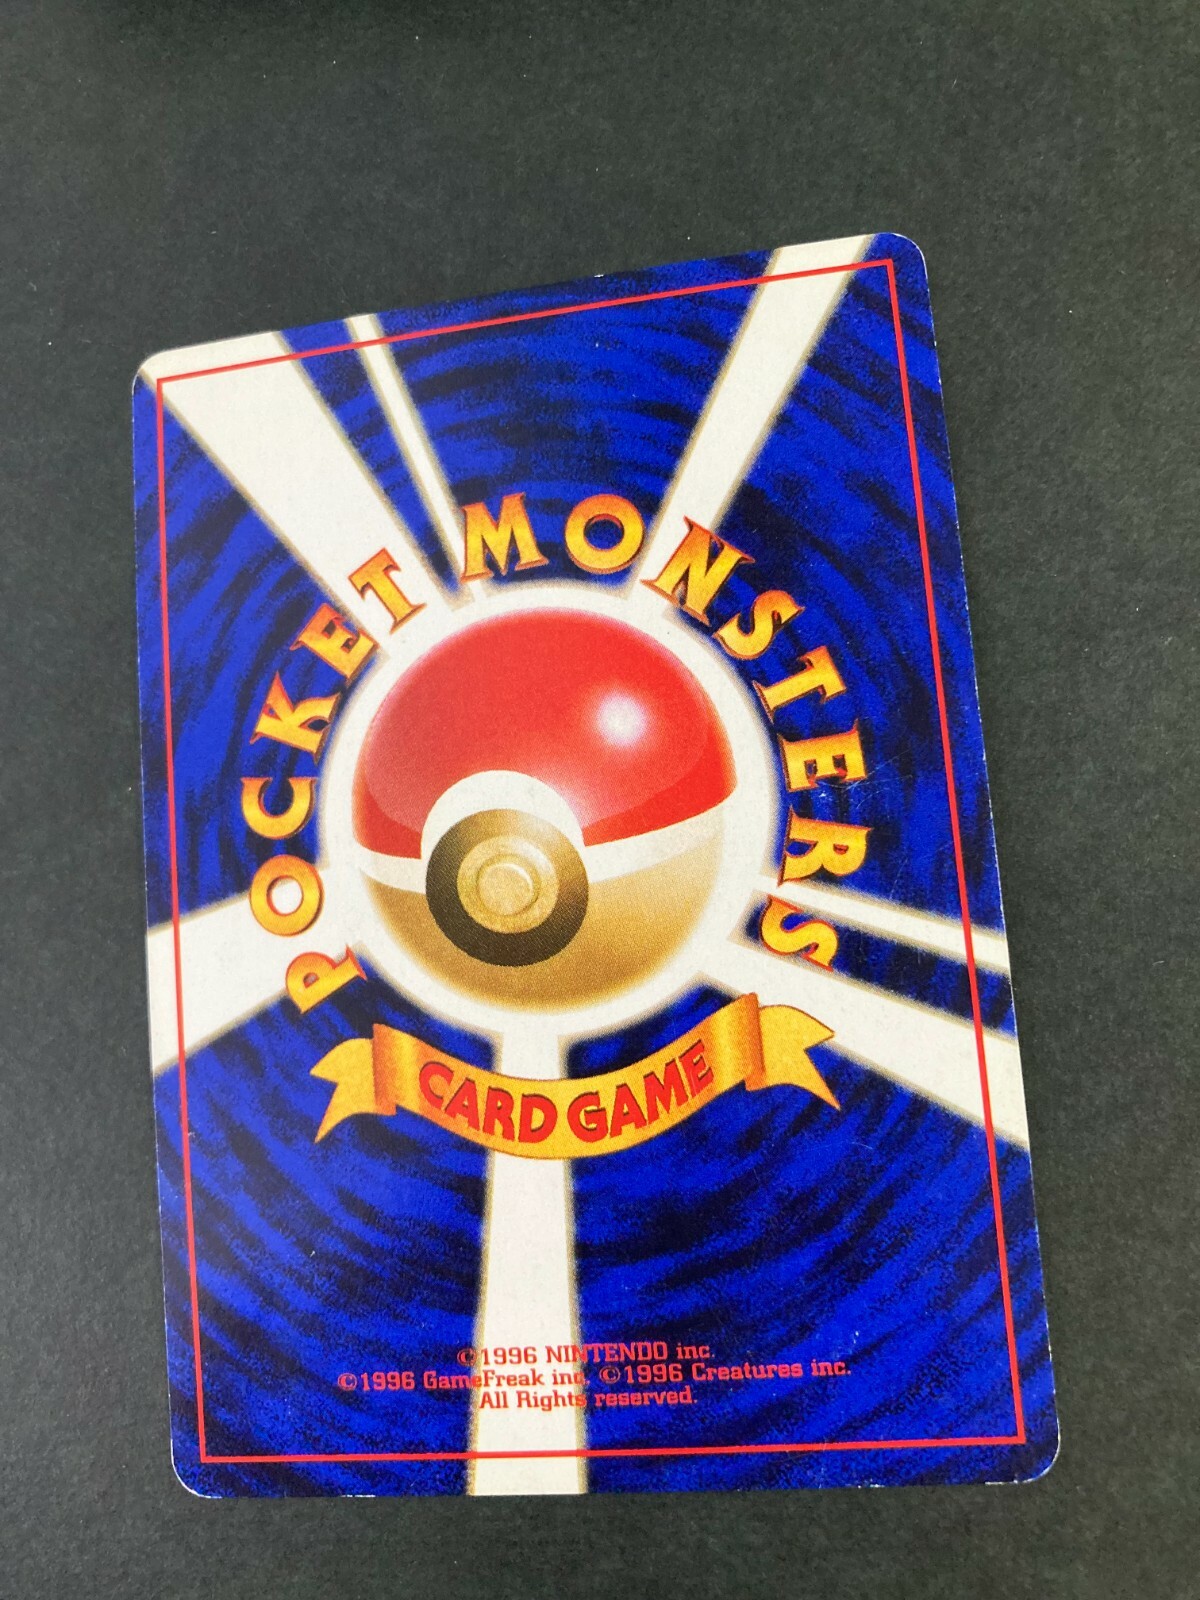 POCKET MONSTERS
CARD GAME
©1996 NINTENDO inc.
©1996 GameFreak inc. ©1996 Creatures inc.
All Rights reserved.